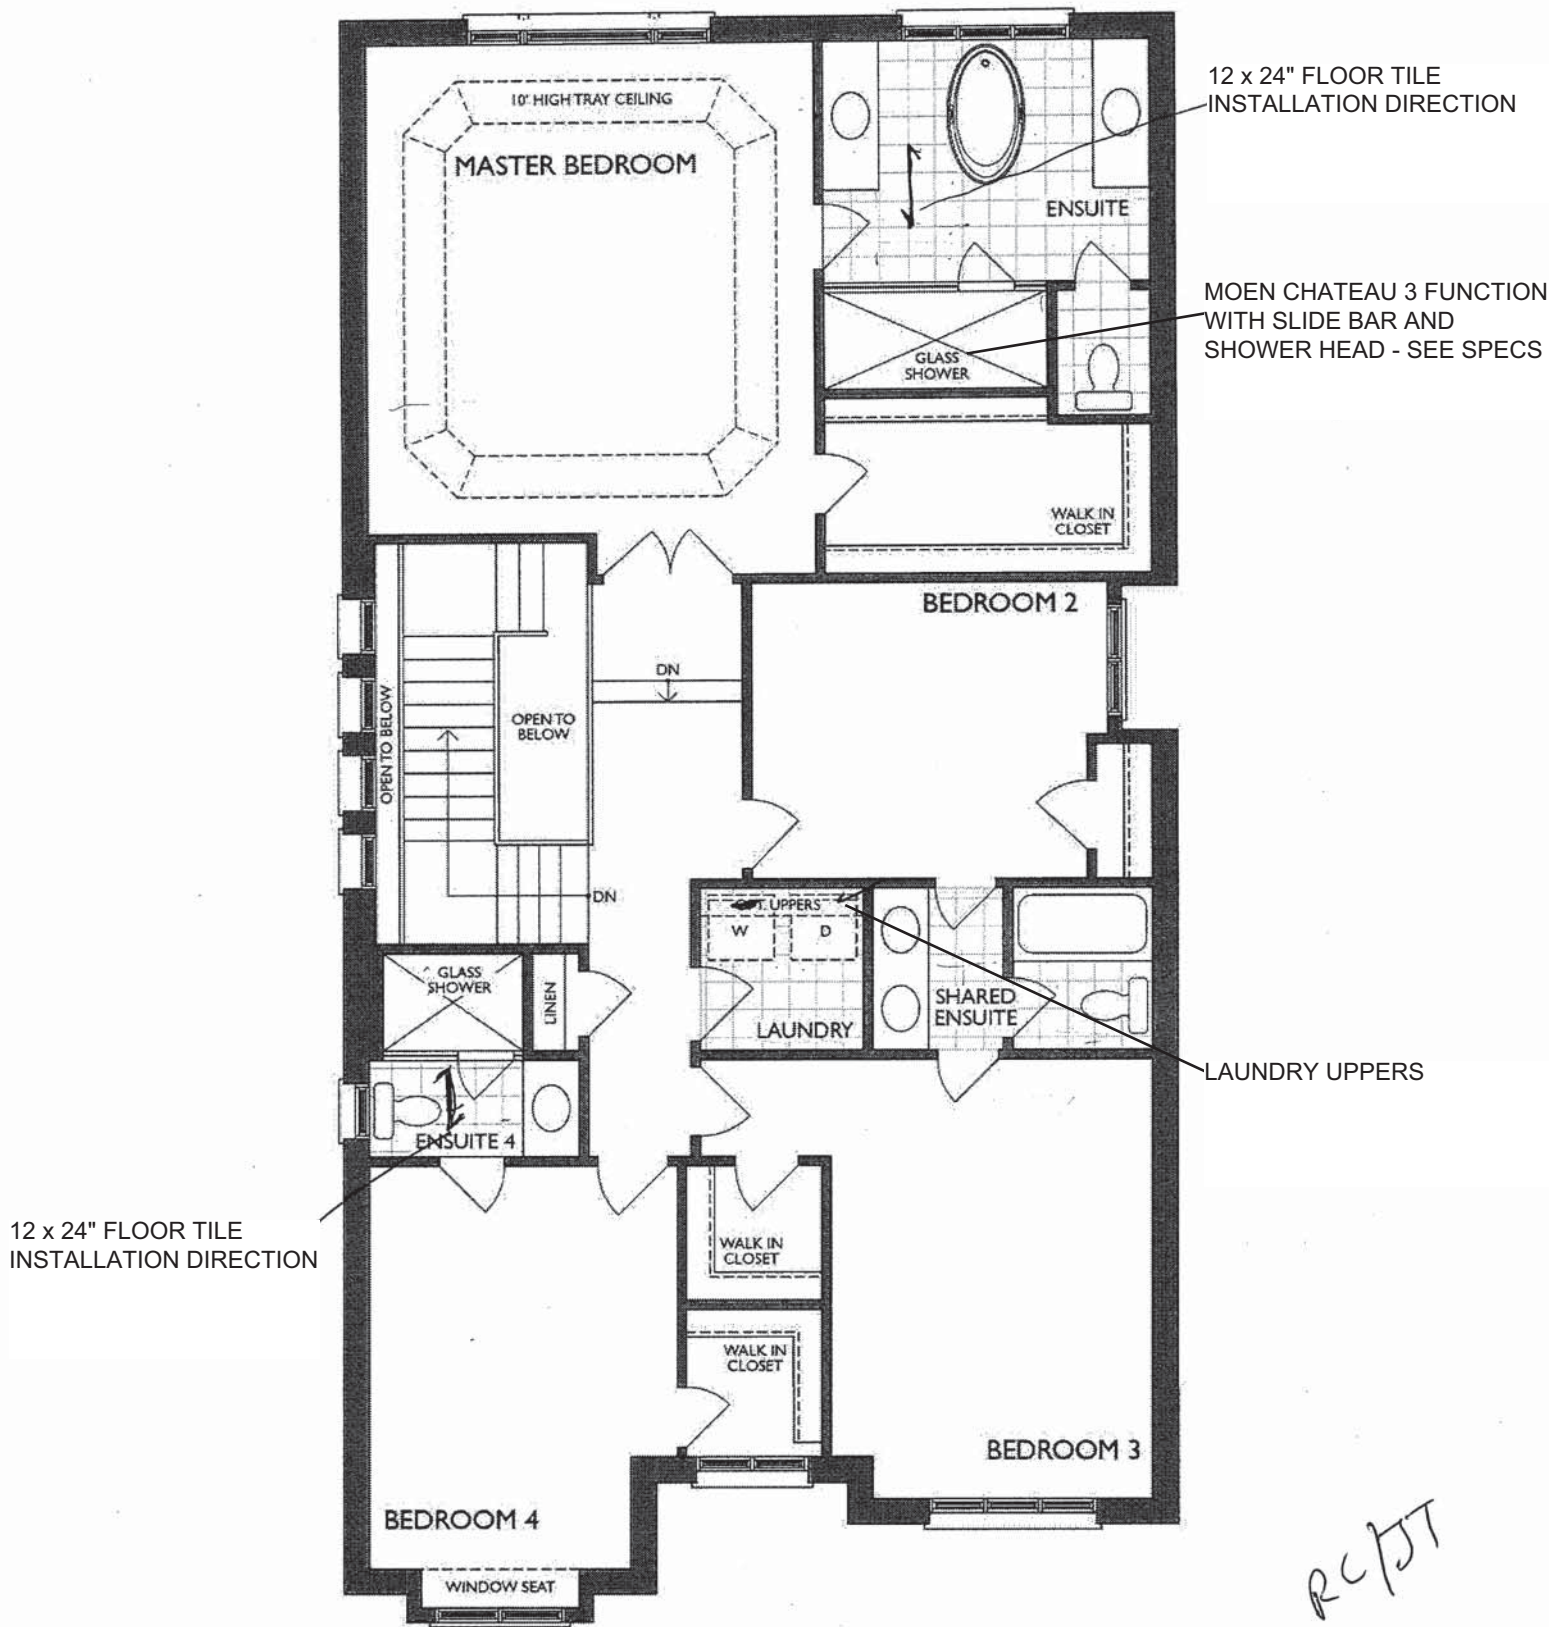 12 x 24" FLOOR TILE
INSTALLATION DIRECTION
10' HIGH TRAY CEILING
MASTER BEDROOM
ENSUITE
MOEN CHATEAU 3 FUNCTION
WITH SLIDE BAR AND
SHOWER HEAD - SEE SPECS
GLASS
SHOWER
WALK IN
CLOSET
BEDROOM 2
DN
OPEN TO BELOW
OPEN TO
BELOW
DN
UPPERS
W
D
GLASS
SHOWER
LINEN
LAUNDRY
SHARED
ENSUITE
LAUNDRY UPPERS
ENSUITE 4
12 x 24" FLOOR TILE
INSTALLATION DIRECTION
WALK IN
CLOSET
WALK IN
CLOSET
BEDROOM 3
BEDROOM 4
WINDOW SEAT
RC/JT